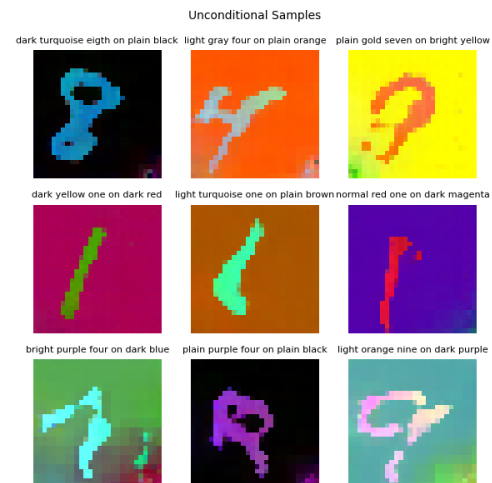 Unconditional Samples
dark turquoise eigth on plain black
light gray four on plain orange
plain gold seven on bright yellow
dark yellow one on dark red
light turquoise one on plain brown
normal red one on dark magenta
bright purple four on dark blue
plain purple four on plain black
light orange nine on dark purple